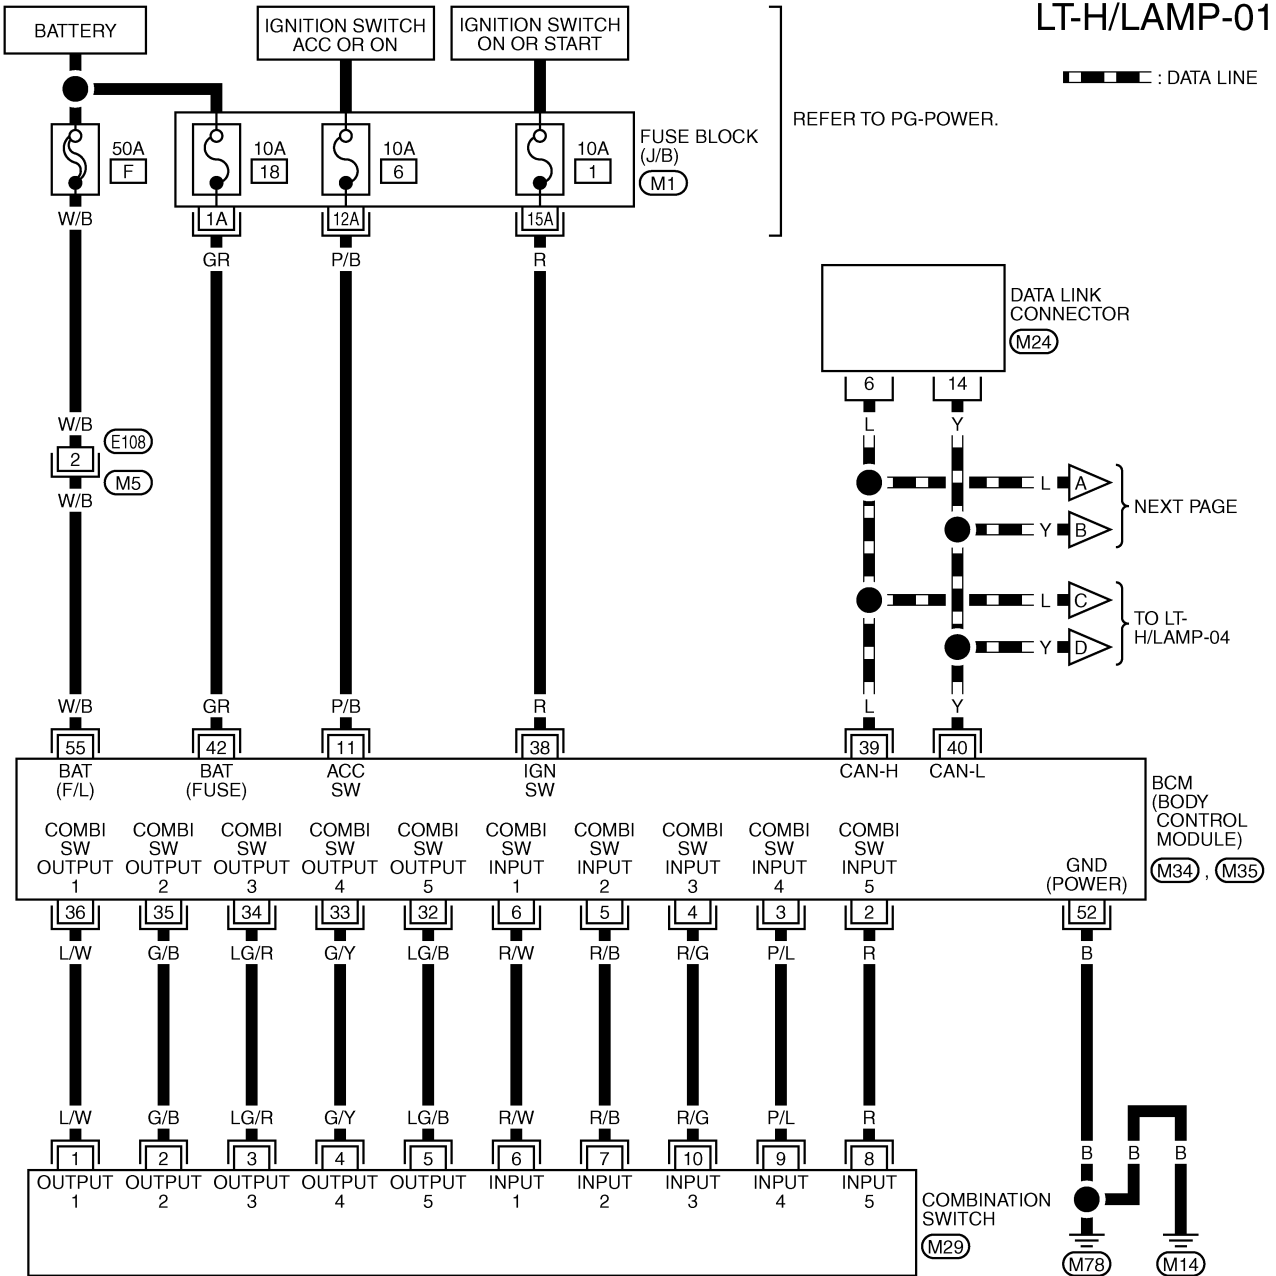 LT-H/LAMP-01
: DATA LINE
BATTERY
IGNITION SWITCH
ACC OR ON
IGNITION SWITCH
ON OR START
REFER TO PG-POWER.
FUSE BLOCK
(J/B)
M1
50A
F
10A
18
10A
6
10A
1
1A
12A
15A
W/B
GR
P/B
R
DATA LINK
CONNECTOR
M24
6
14
L
Y
W/B
E108
2
M5
W/B
L
A
Y
B
NEXT PAGE
L
C
Y
D
TO LT-
H/LAMP-04
W/B
GR
P/B
R
L
Y
55
42
11
38
39
40
BAT
(F/L)
BAT
(FUSE)
ACC
SW
IGN
SW
CAN-H
CAN-L
BCM
(BODY
CONTROL
MODULE)
M34 , M35
COMBI
SW
OUTPUT
1
COMBI
SW
OUTPUT
2
COMBI
SW
OUTPUT
3
COMBI
SW
OUTPUT
4
COMBI
SW
OUTPUT
5
COMBI
SW
INPUT
1
COMBI
SW
INPUT
2
COMBI
SW
INPUT
3
COMBI
SW
INPUT
4
COMBI
SW
INPUT
5
GND
(POWER)
36
35
34
33
32
6
5
4
3
2
52
L/W
G/B
LG/R
G/Y
LG/B
R/W
R/B
R/G
P/L
R
B
L/W
G/B
LG/R
G/Y
LG/B
R/W
R/B
R/G
P/L
R
B
B
B
1
2
3
4
5
6
7
10
9
8
OUTPUT
1
OUTPUT
2
OUTPUT
3
OUTPUT
4
OUTPUT
5
INPUT
1
INPUT
2
INPUT
3
INPUT
4
INPUT
5
COMBINATION
SWITCH
M29
M78
M14